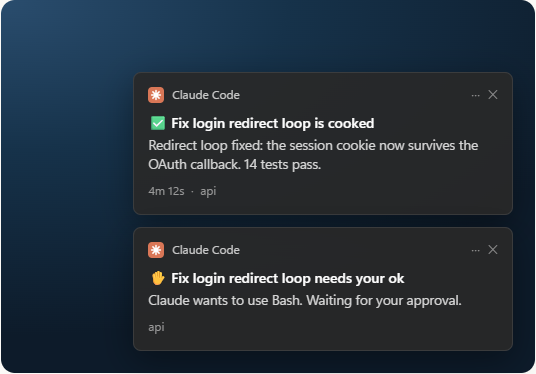 Claude Code
✅ Fix login redirect loop is cooked
Redirect loop fixed: the session cookie now survives the
OAuth callback. 14 tests pass.
4m 12s · api
Claude Code
✋ Fix login redirect loop needs your ok
Claude wants to use Bash. Waiting for your approval.
api